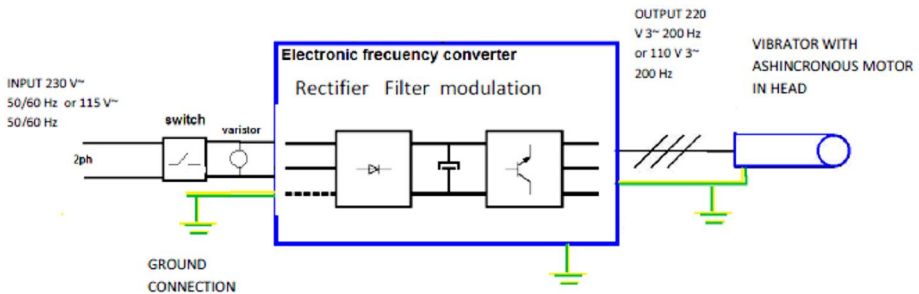 INPUT 230 V~
50/60 Hz or 115 V~
50/60 Hz
2ph
switch
varistor
GROUND
CONNECTION
Electronic frecuency converter
Rectifier Filter modulation
OUTPUT 220
V 3~ 200 Hz
or 110 V 3~
200 Hz
VIBRATOR WITH
ASHINCRONOUS MOTOR
IN HEAD